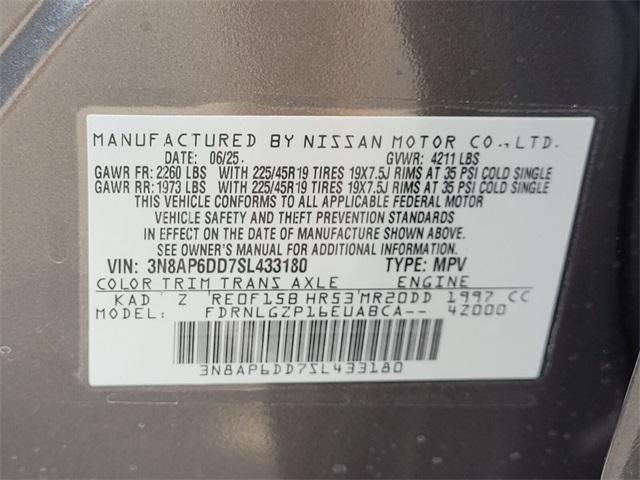 MANUFACTURED BY NISSAN MOTOR CO., LTD.
DATE: 06/25. GVWR: 4211 LBS
GAWR FR: 2260 LBS WITH 225/45R19 TIRES 19X7.5J RIMS AT 35 PSI COLD SINGLE
GAWR RR: 1973 LBS WITH 225/45R19 TIRES 19X7.5J RIMS AT 35 PSI COLD SINGLE
THIS VEHICLE CONFORMS TO ALL APPLICABLE FEDERAL MOTOR
VEHICLE SAFETY AND THEFT PREVENTION STANDARDS
IN EFFECT ON THE DATE OF MANUFACTURE SHOWN ABOVE.
SEE OWNER'S MANUAL FOR ADDITIONAL INFORMATION.
VIN: 3N8AP6DD7SL433180 TYPE: MPV
COLOR TRIM TRANS AXLE ENGINE
KAD Z RE0F15B HR53 MR20DD 1997 CC
MODEL: FDRNLGZP16EUA8CA-- 4Z000
3N8AP6DD7SL433180